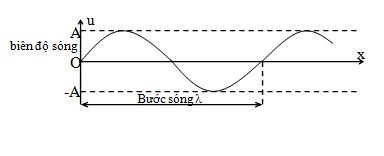 u
A
biên độ sóng
x
O
-A
Bước sóng λ